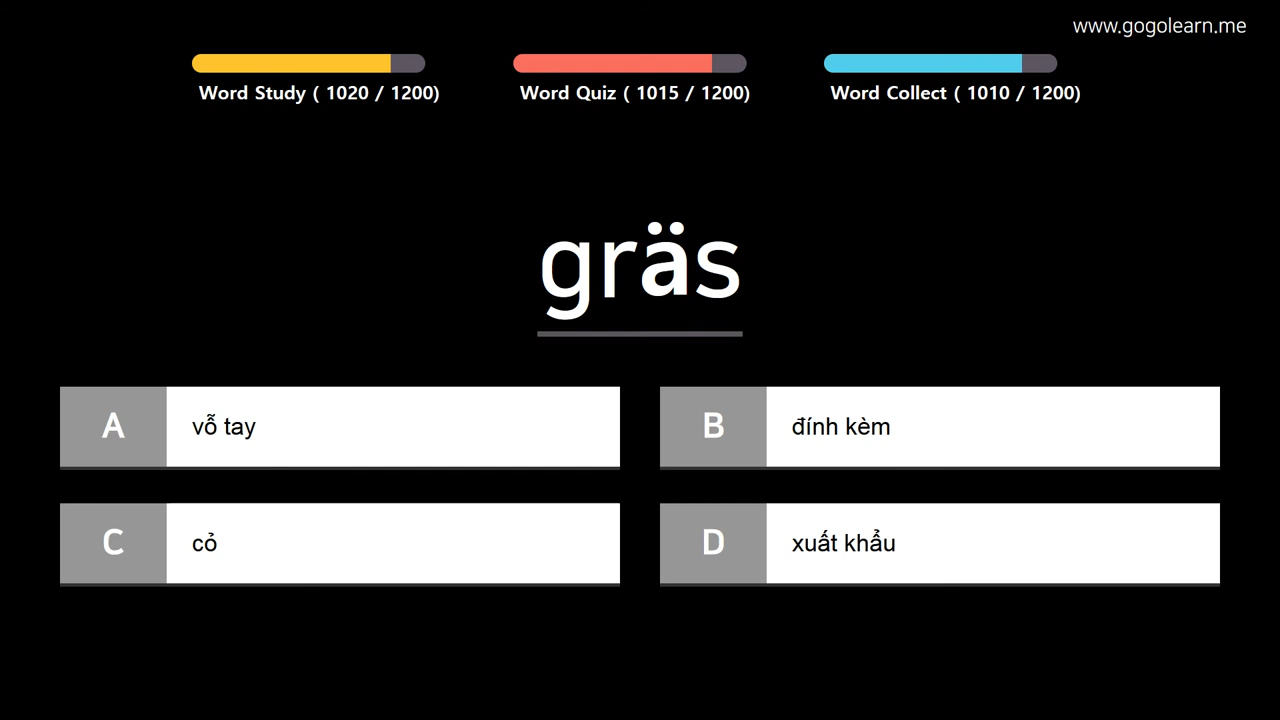 www.gogolearn.me
Word Study ( 1020 / 1200)
Word Quiz ( 1015 / 1200)
Word Collect ( 1010 / 1200)
gräs
A
vỗ tay
B
đính kèm
C
cỏ
D
xuất khẩu